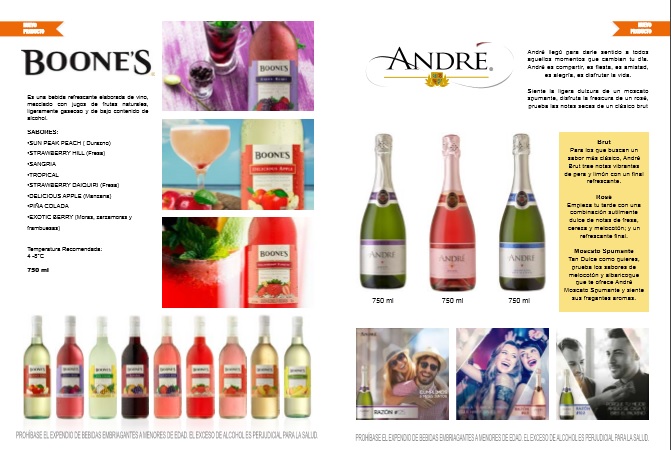 NUEVO
PRODUCTO
BOONE'S
Es una bebida refrescante elaborada de vino,
mezclado con jugos de frutas naturales,
ligeramente gaseoso y de bajo contenido de
alcohol.
SABORES:
•SUN PEAK PEACH ( Durazno)
•STRAWBERRY HILL (Fresa)
•SANGRIA
•TROPICAL
•STRAWBERRY DAIQUIRI (Fresa)
•DELICIOUS APPLE (Manzana)
•PIÑA COLADA
•EXOTIC BERRY (Moras, zarzamoras y
frambuesas)
Temperatura Recomendada:
4 -8°C
750 ml
BOONE'S
BOONE'S
DELICIOUS APPLE
BOONE'S
PROHÍBASE EL EXPENDIO DE BEBIDAS EMBRIAGANTES A MENORES DE EDAD. EL EXCESO DE ALCOHOL ES PERJUDICIAL PARA LA SALUD.
NUEVO
PRODUCTO
ANDRÉ
André llegó para darle sentido a todos
aquellos momentos que cambian tu día.
André es compartir, es fiesta, es amistad,
es alegría, es disfrutar la vida.
Siente la ligera dulzura de un moscato
spumante, disfruta la frescura de un rosé,
prueba las notas secas de un clásico brut
ANDRÉ
ANDRÉ
ANDRÉ
750 ml
750 ml
750 ml
Brut
Para los que buscan un
sabor más clásico, André
Brut trae notas vibrantes
de pera y limón con un final
refrescante.
Rosé
Empieza tu tarde con una
combinación sutilmente
dulce de notas de fresa,
cereza y melocotón; y un
refrescante final.
Moscato Spumante
Tan Dulce como quieres,
prueba los sabores de
melocotón y albaricoque
que te ofrece André
Moscato Spumante y siente
sus fragantes aromas.
RAZÓN
PROHÍBASE EL EXPENDIO DE BEBIDAS EMBRIAGANTES A MENORES DE EDAD. EL EXCESO DE ALCOHOL ES PERJUDICIAL PARA LA SALUD.